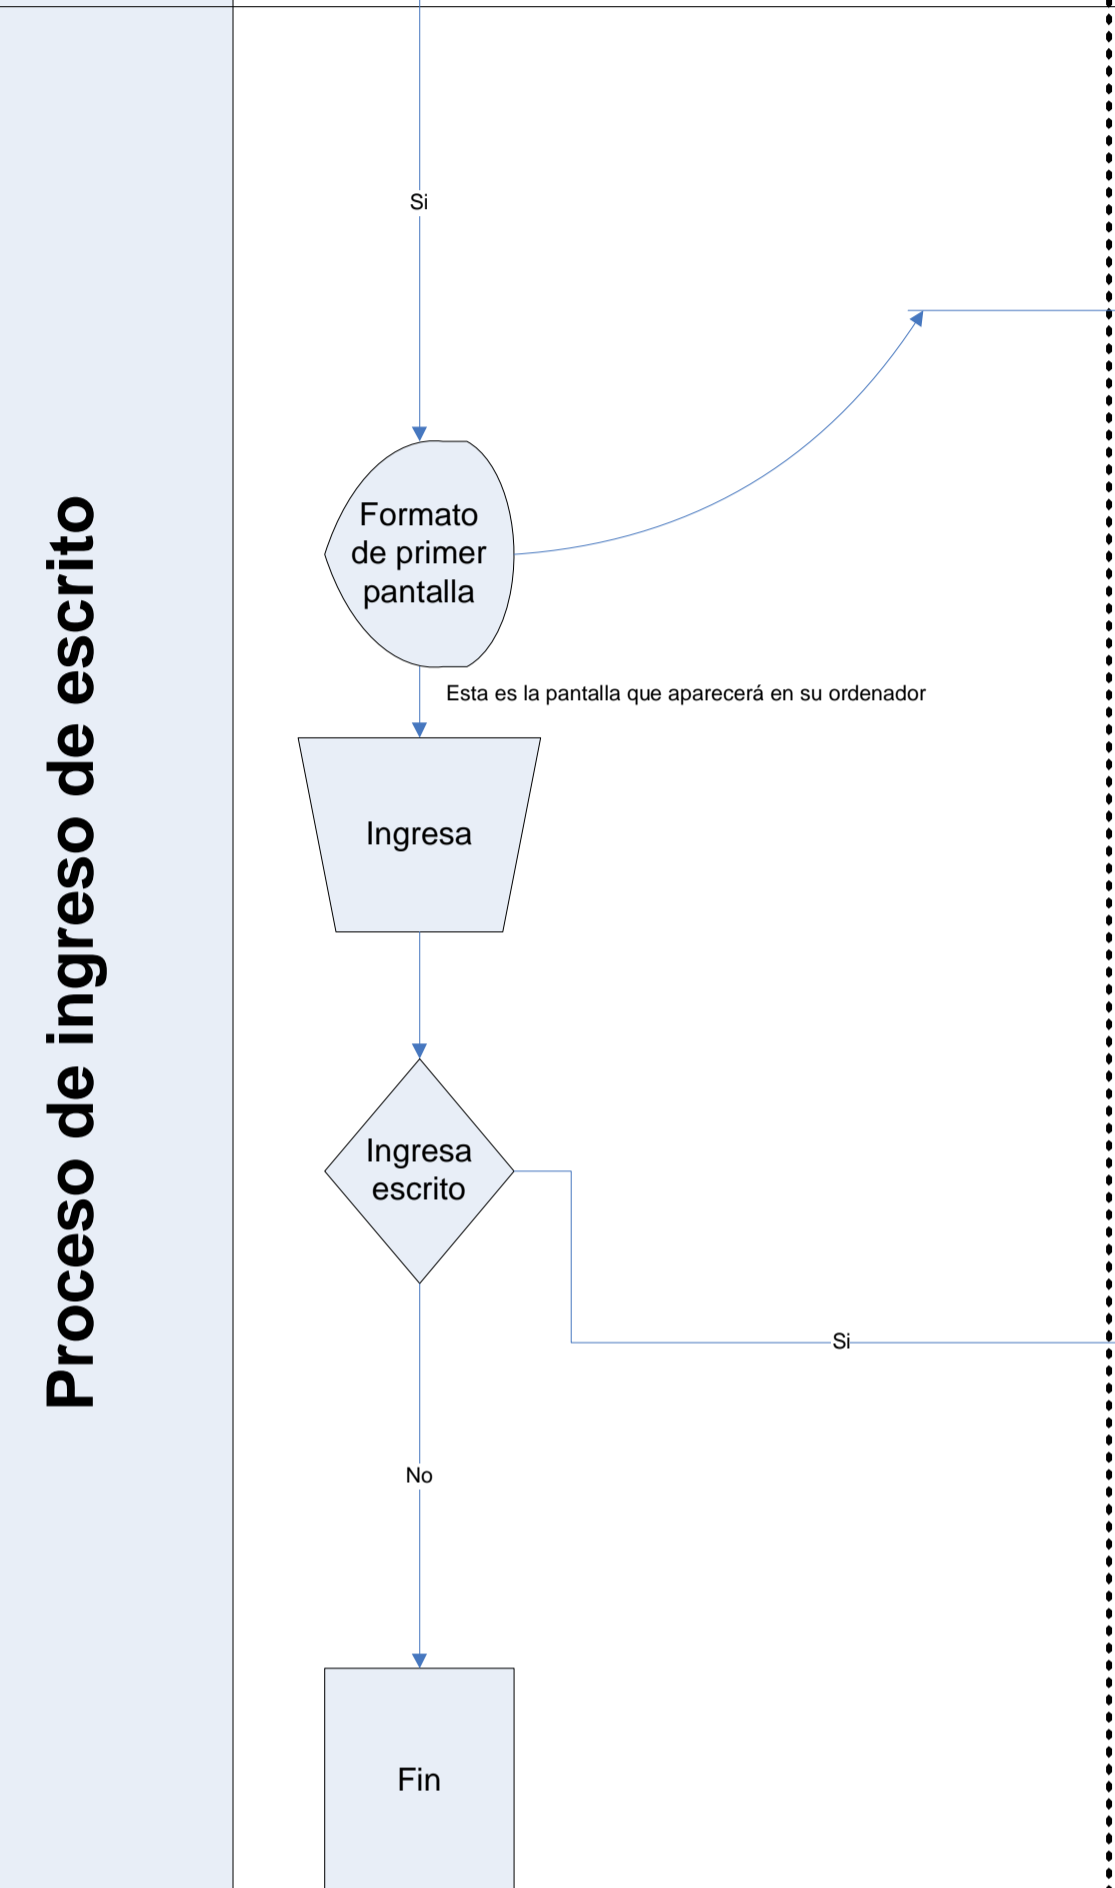 Proceso de ingreso de escrito
Si
Formato
de primer
pantalla
Esta es la pantalla que aparecerá en su ordenador
Ingresa
Ingresa
escrito
Si
No
Fin